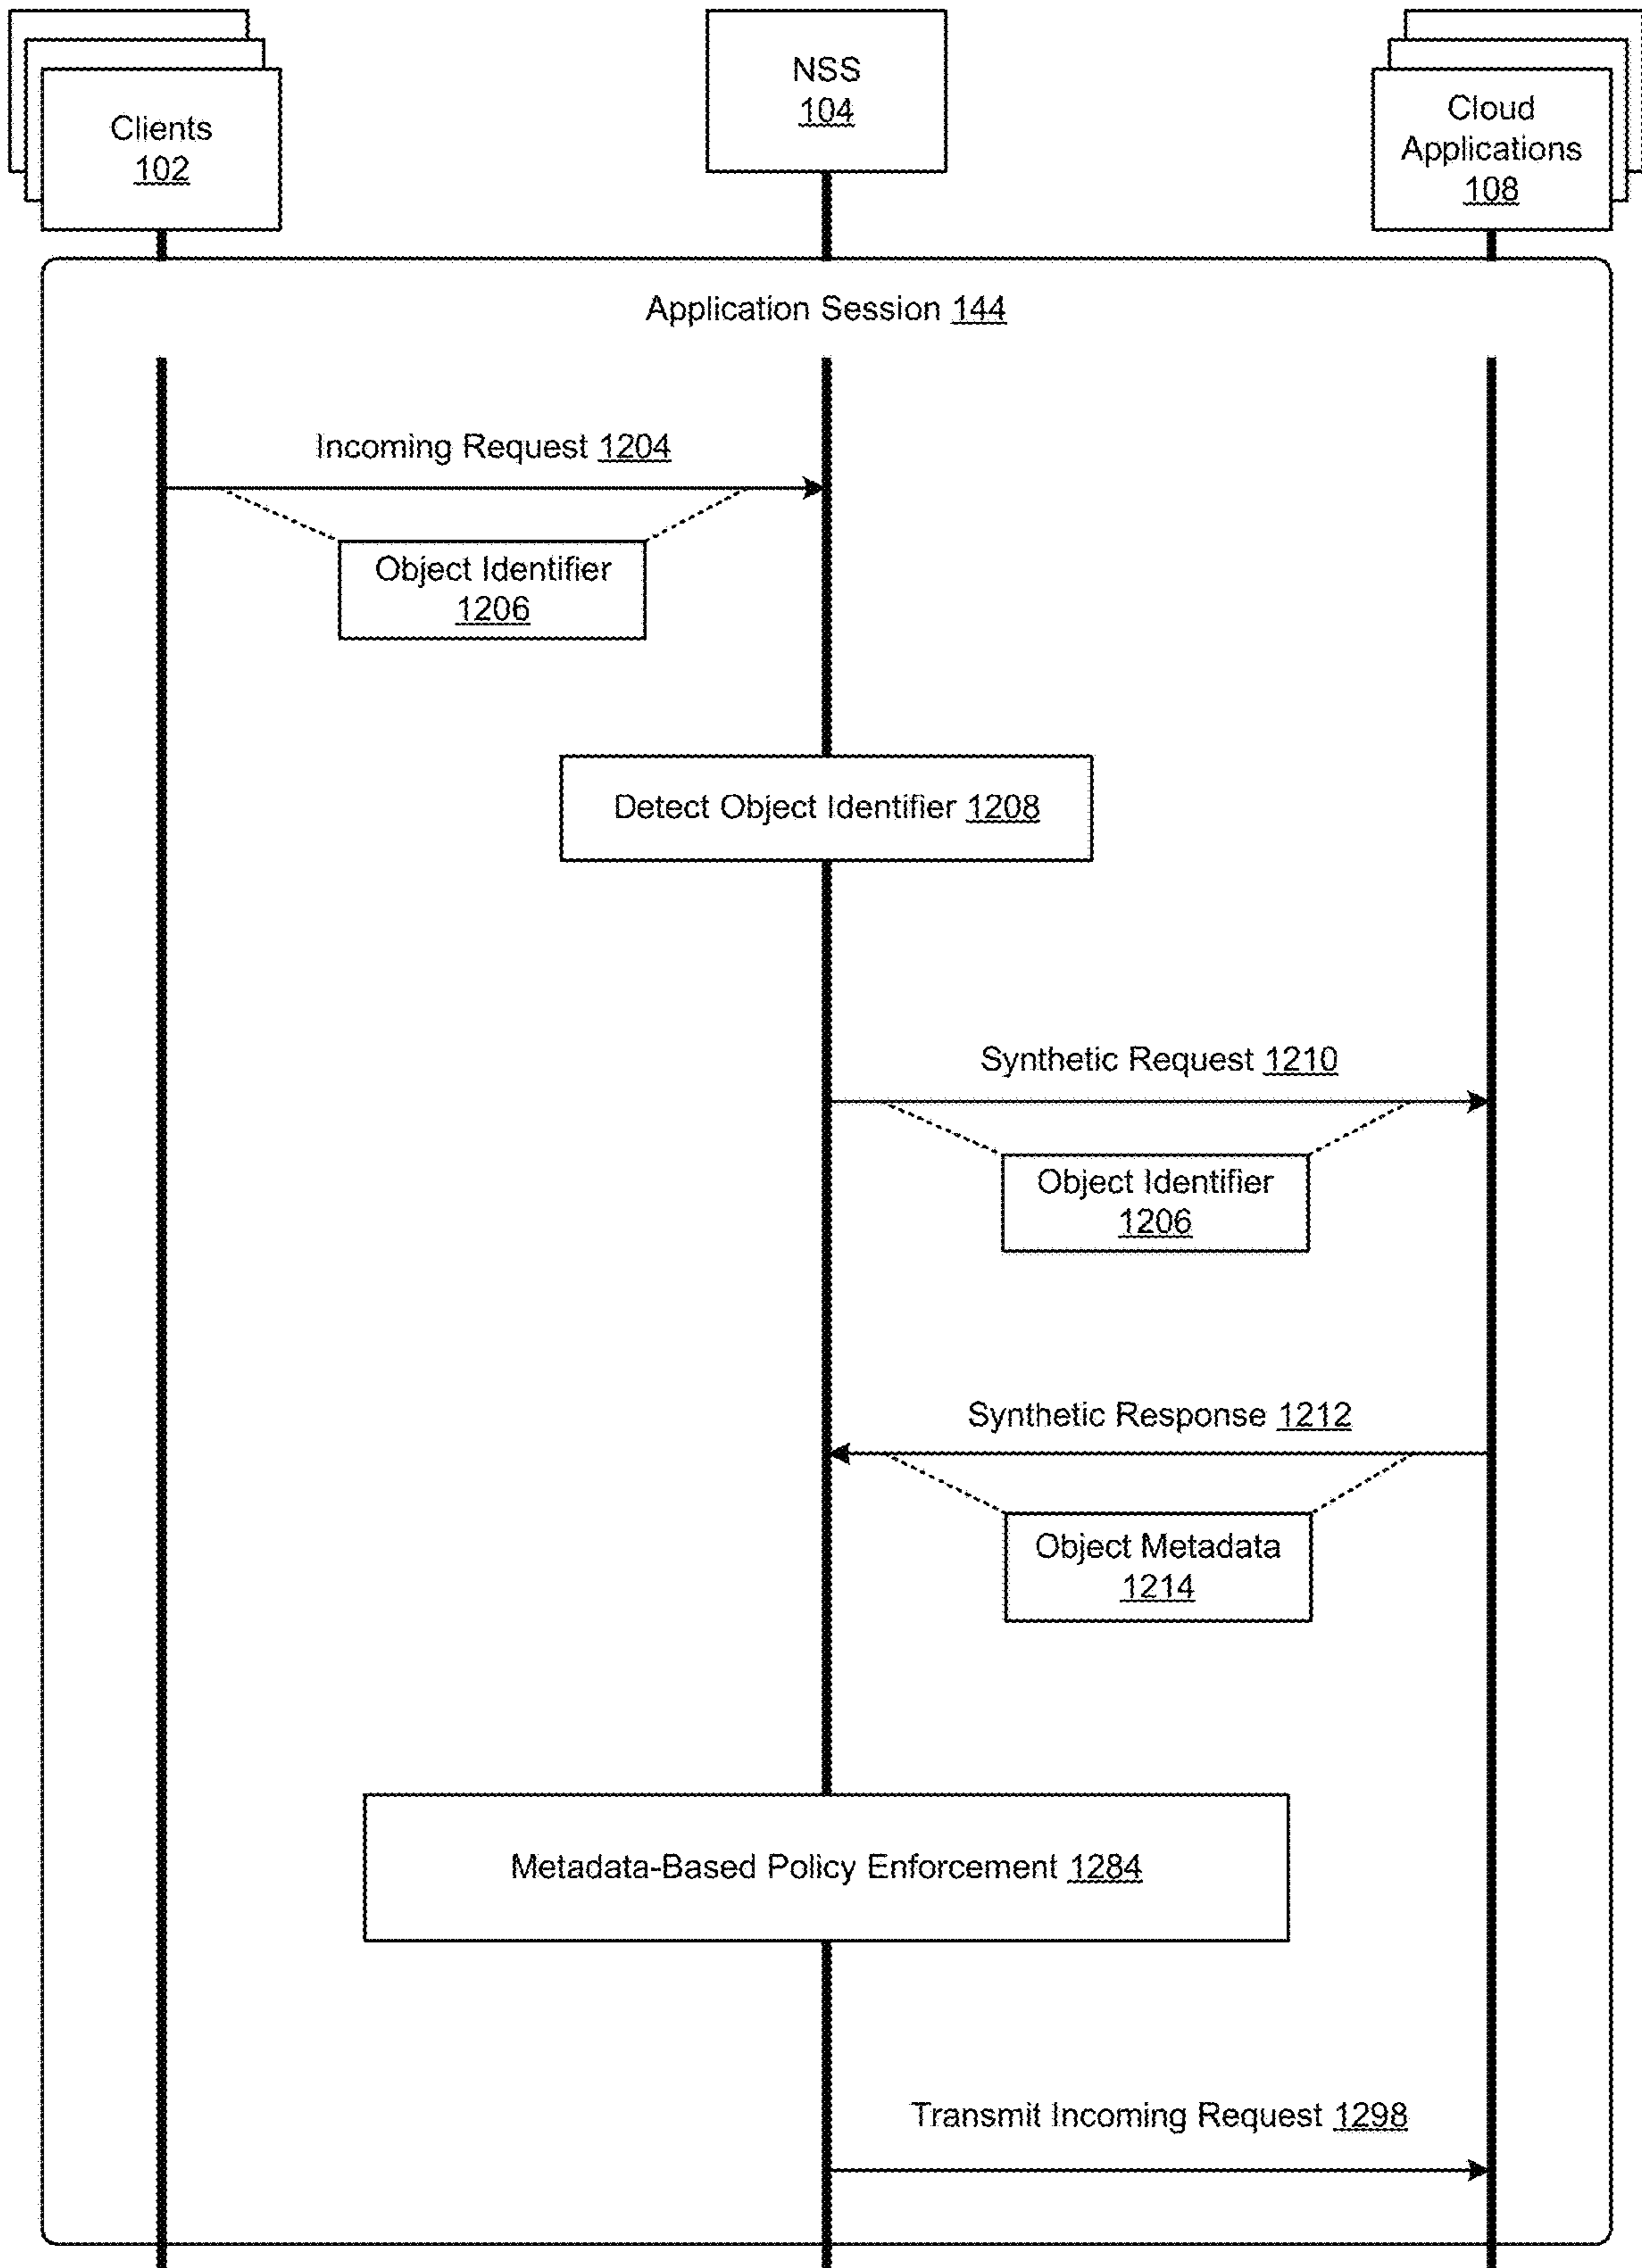 Clients
102
NSS
104
Cloud
Applications
108
Application Session 144
Incoming Request 1204
Object Identifier
1206
Detect Object Identifier 1208
Synthetic Request 1210
Object Identifier
1206
Synthetic Response 1212
Object Metadata
1214
Metadata-Based Policy Enforcement 1284
Transmit Incoming Request 1298